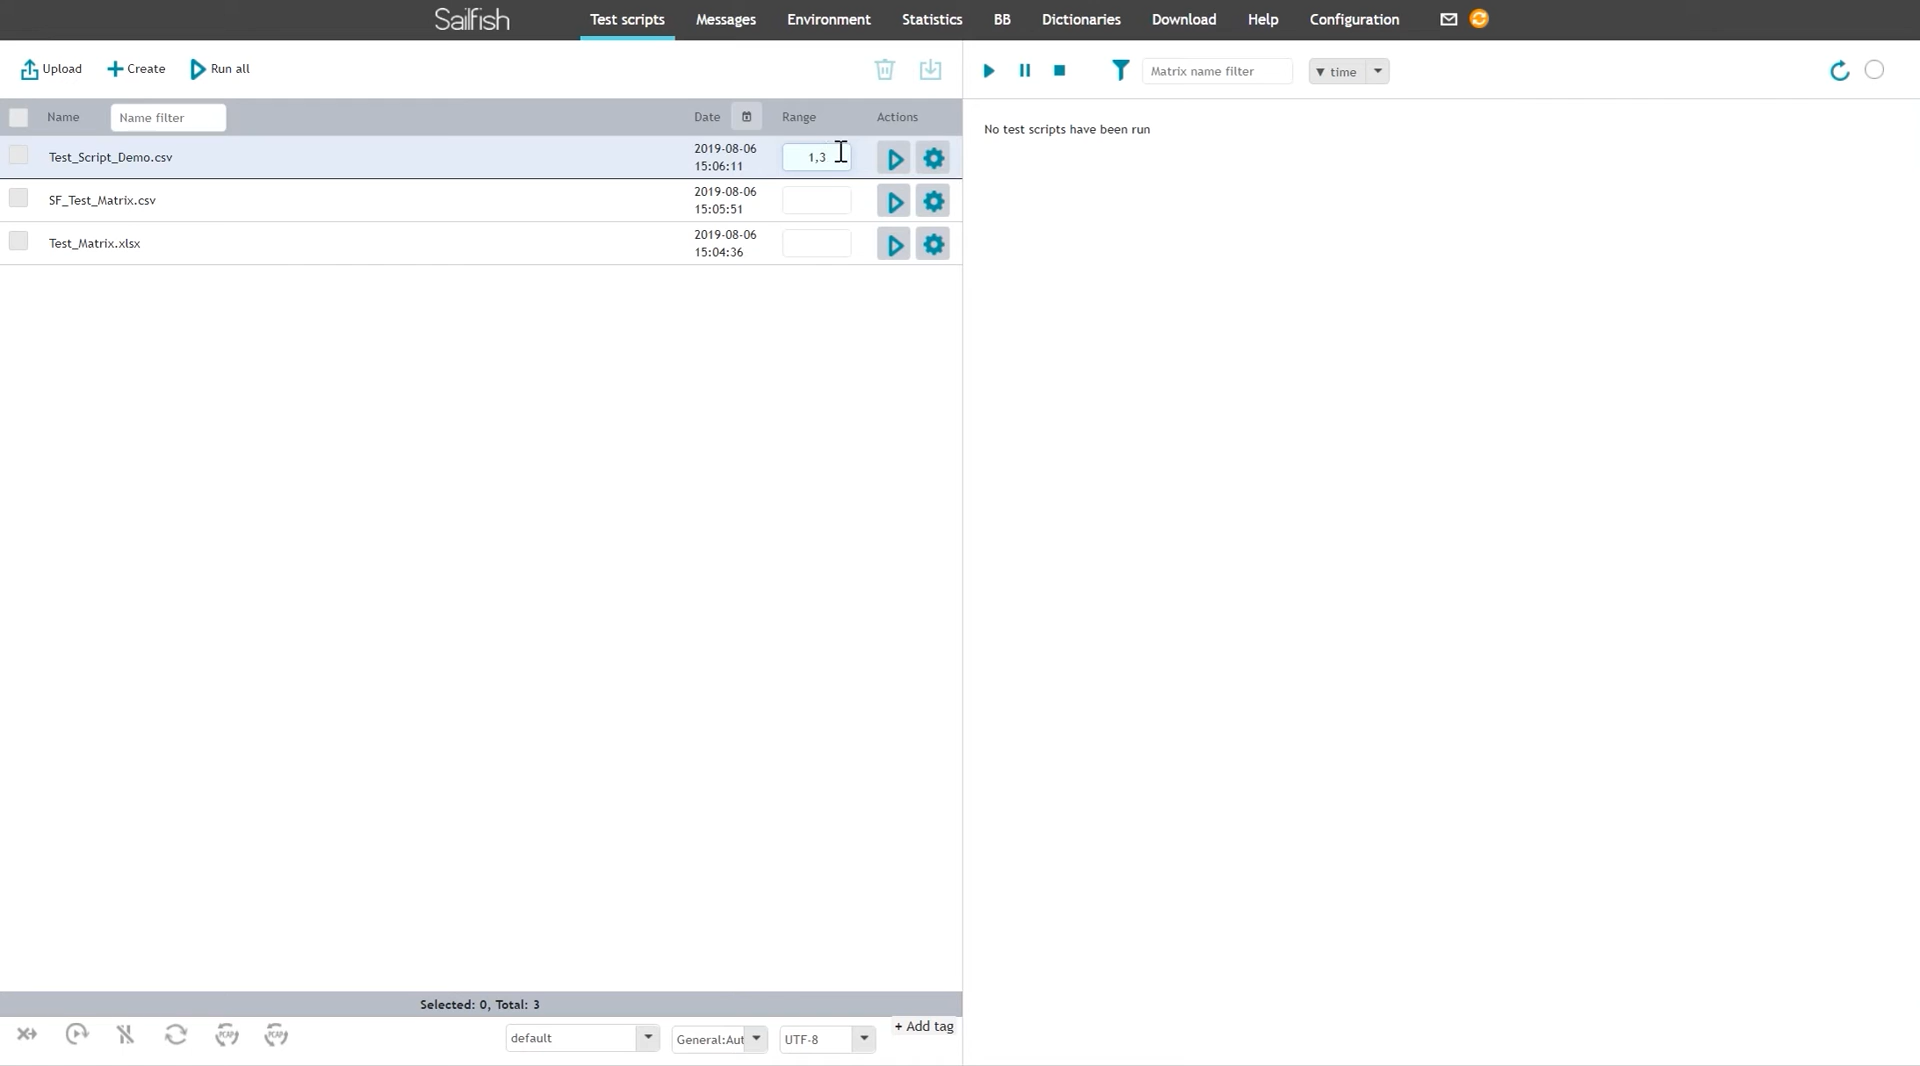 Sailfish
Test scripts
Messages
Environment
Statistics
BB
Dictionaries
Download
Help
Configuration
Upload
Create
Run all
Matrix name filter
▼ time
Name
Name filter
Date
Range
Actions
No test scripts have been run
Test_Script_Demo.csv
2019-08-06
15:06:11
1,3
SF_Test_Matrix.csv
2019-08-06
15:05:51
Test_Matrix.xlsx
2019-08-06
15:04:36
Selected: 0, Total: 3
default
General:Aut
UTF-8
+ Add tag
PCAP
PCAP